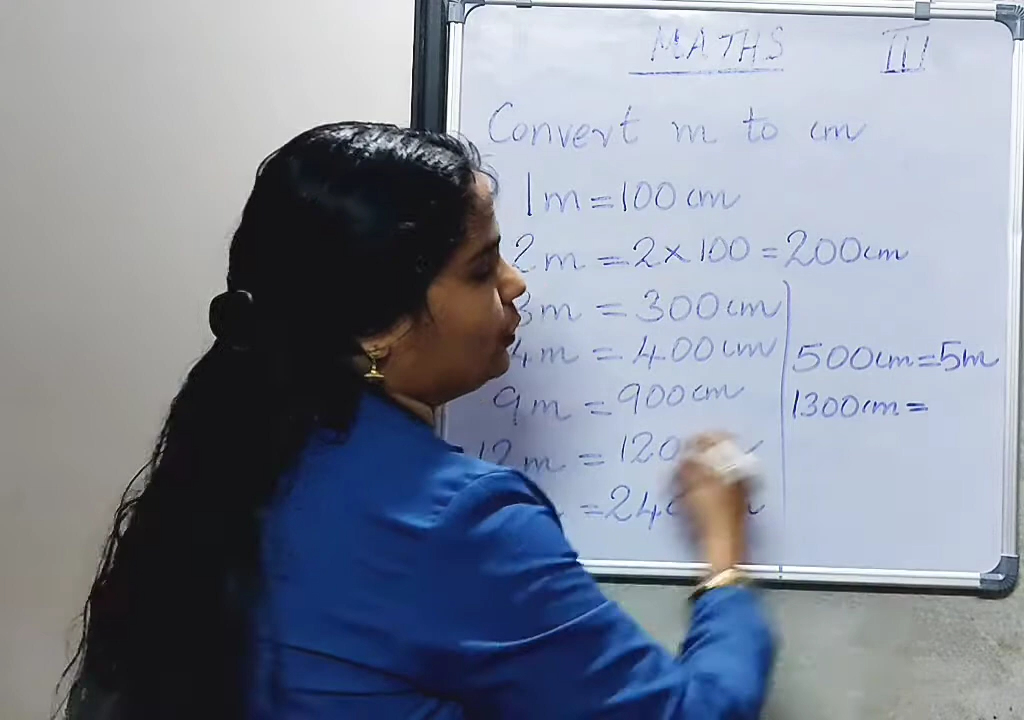 MATHS III
Convert m to cm
1m = 100 cm
2m = 2 × 100 = 200cm
3m = 300cm
4m = 400cm
9m = 900cm
12m = 120
= 24
500cm = 5m
1300cm =